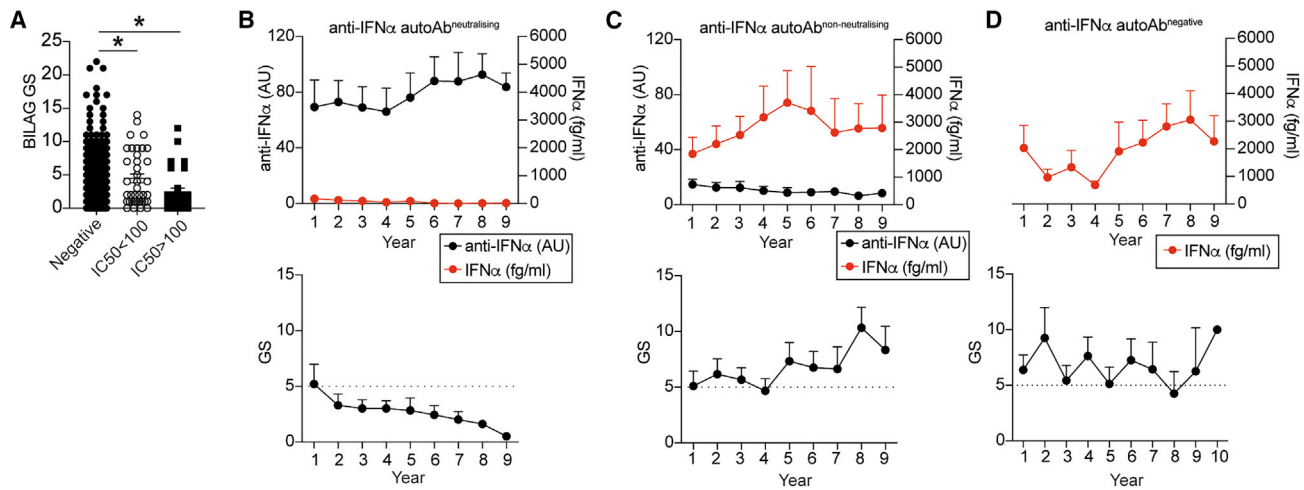 A
BILAG GS
25
20
15
10
5
0
Negative
IC50<100
IC50>100
*
*
B
anti-IFNα autoAbneutralising
anti-IFNα (AU)
120
80
40
0
6000
5000
4000
3000
2000
1000
0
IFNα (fg/ml)
1 2 3 4 5 6 7 8 9
Year
anti-IFNα (AU)
IFNα (fg/ml)
GS
15
10
5
0
1 2 3 4 5 6 7 8 9
Year
C
anti-IFNα autoAbnon-neutralising
anti-IFNα (AU)
120
80
40
0
6000
5000
4000
3000
2000
1000
0
IFNα (fg/ml)
1 2 3 4 5 6 7 8 9
Year
anti-IFNα (AU)
IFNα (fg/ml)
GS
15
10
5
0
1 2 3 4 5 6 7 8 9
Year
D
anti-IFNα autoAbnegative
6000
5000
4000
3000
2000
1000
0
IFNα (fg/ml)
1 2 3 4 5 6 7 8 9
Year
IFNα (fg/ml)
GS
15
10
5
0
1 2 3 4 5 6 7 8 9 10
Year